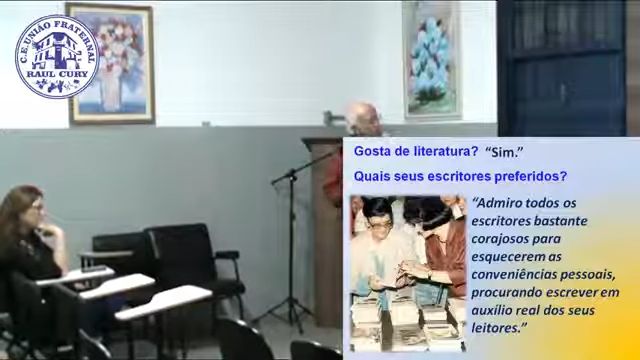 C.E. UNIÃO FRATERNAL
RAUL CURY
Gosta de literatura? “Sim.”
Quais seus escritores preferidos?
“Admiro todos os
escritores bastante
corajosos para
esquecerem as
conveniências pessoais,
procurando escrever em
auxílio real dos seus
leitores.”